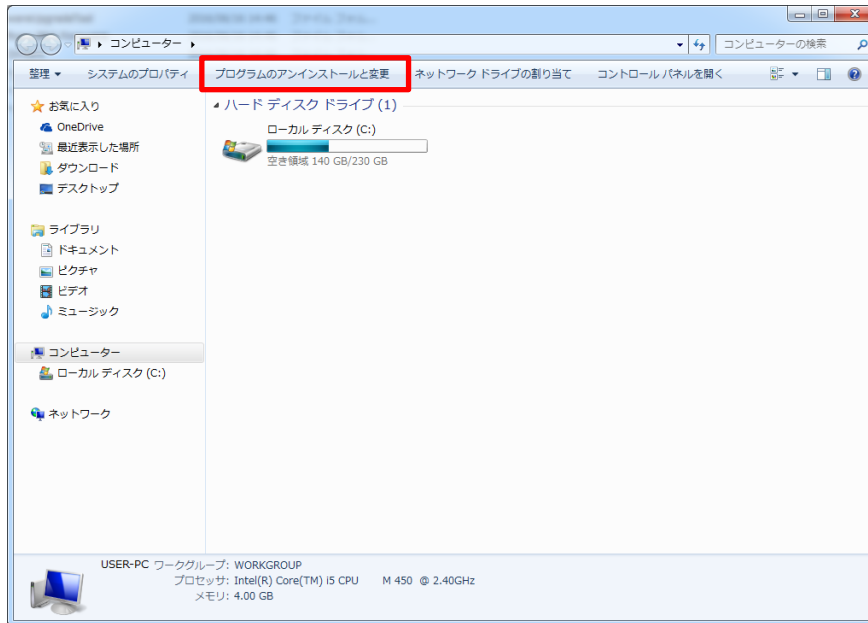 コンピューター
コンピューターの検索
整理 システムのプロパティ プログラムのアンインストールと変更 ネットワーク ドライブの割り当て コントロール パネルを開く
お気に入り
OneDrive
最近表示した場所
ダウンロード
デスクトップ
ライブラリ
ドキュメント
ピクチャ
ビデオ
ミュージック
コンピューター
ローカル ディスク (C:)
ネットワーク
ハード ディスク ドライブ (1)
ローカル ディスク (C:)
空き領域 140 GB/230 GB
USER-PC ワークグループ: WORKGROUP
プロセッサ: Intel(R) Core(TM) i5 CPU M 450 @ 2.40GHz
メモリ: 4.00 GB